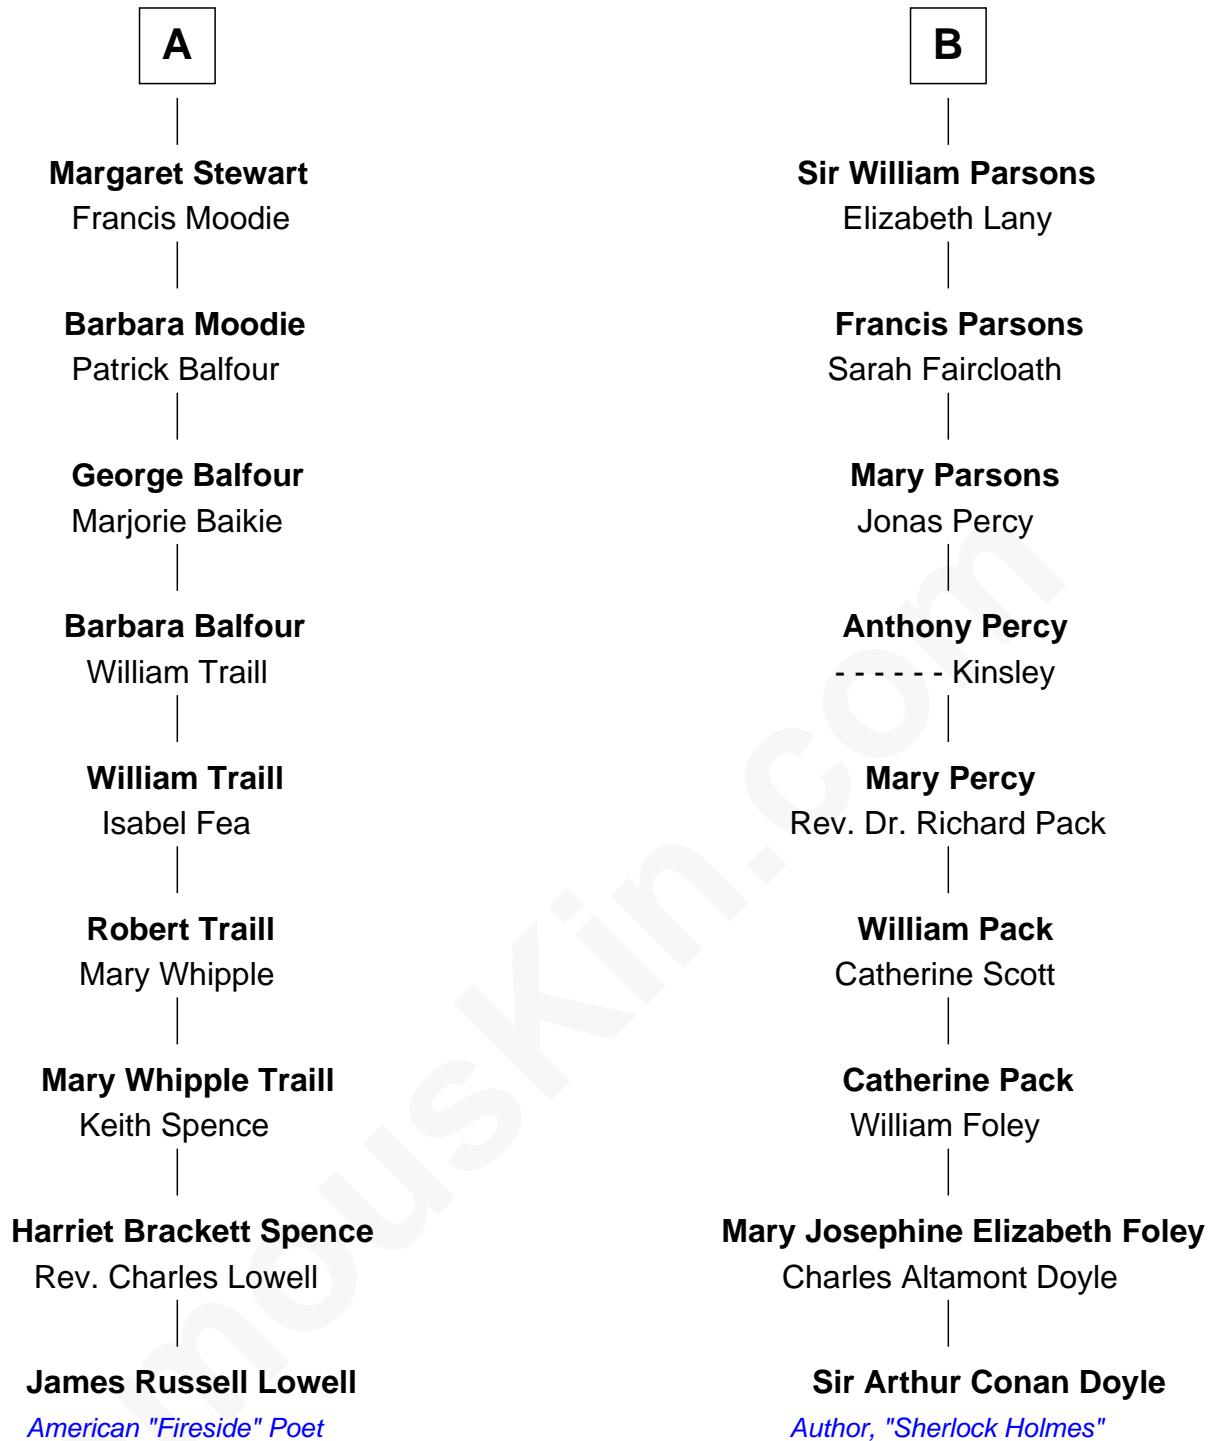 A
Margaret Stewart
Francis Moodie
Barbara Moodie
Patrick Balfour
George Balfour
Marjorie Baikie
Barbara Balfour
William Traill
William Traill
Isabel Fea
Robert Traill
Mary Whipple
Mary Whipple Traill
Keith Spence
Harriet Brackett Spence
Rev. Charles Lowell
James Russell Lowell
American "Fireside" Poet
B
Sir William Parsons
Elizabeth Lany
Francis Parsons
Sarah Faircloath
Mary Parsons
Jonas Percy
Anthony Percy
- - - - - - Kinsley
Mary Percy
Rev. Dr. Richard Pack
William Pack
Catherine Scott
Catherine Pack
William Foley
Mary Josephine Elizabeth Foley
Charles Altamont Doyle
Sir Arthur Conan Doyle
Author, "Sherlock Holmes"
mousKin.com